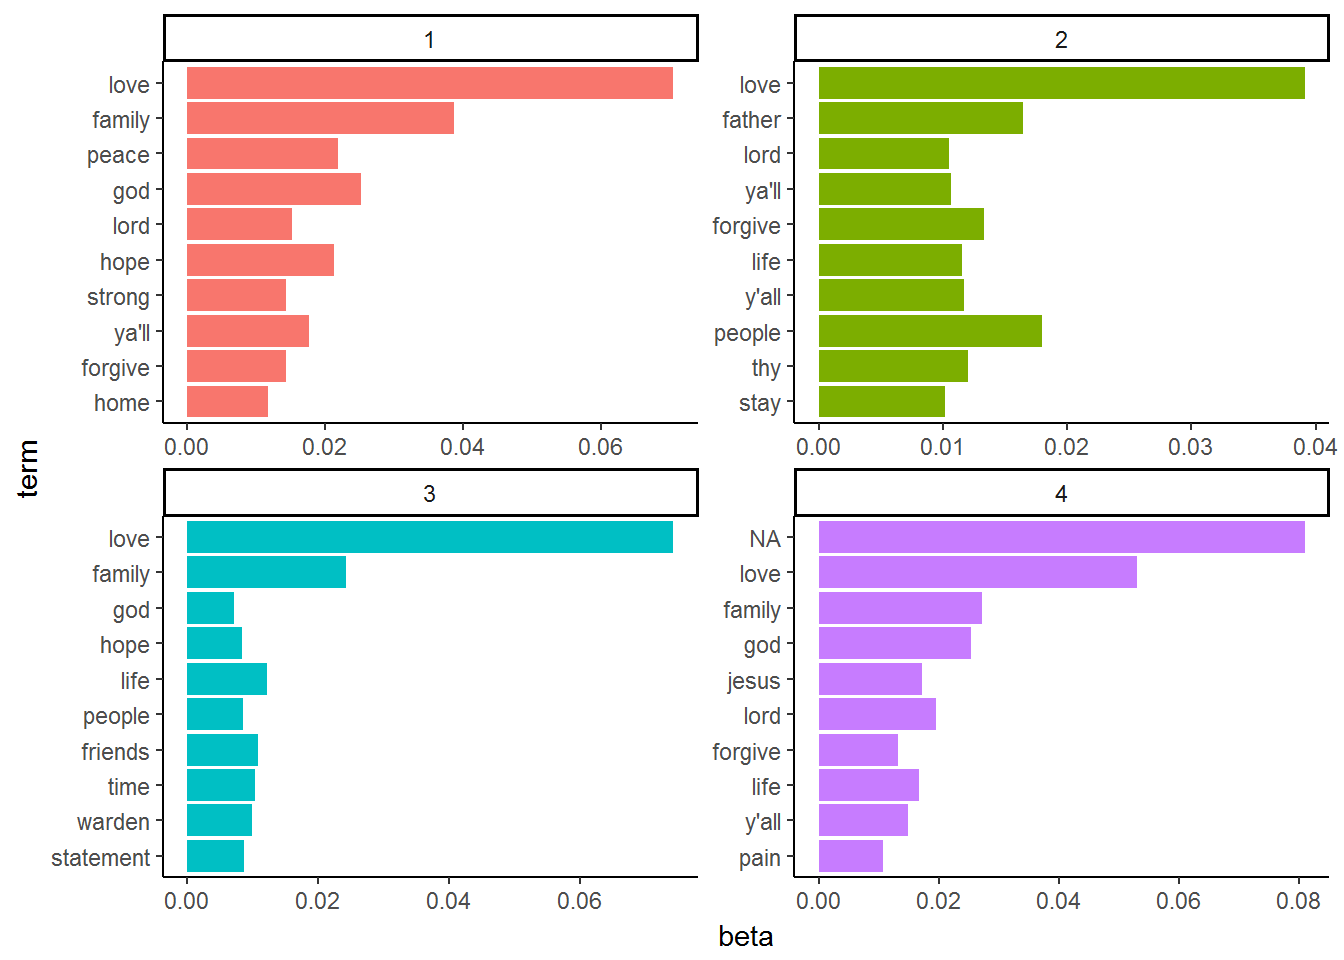 1
love
family
peace
god
lord
hope
strong
ya'll
forgive
home
0.00 0.02 0.04 0.06
2
love
father
lord
ya'll
forgive
life
y'all
people
thy
stay
0.00 0.01 0.02 0.03 0.04
3
love
family
god
hope
life
people
friends
time
warden
statement
0.00 0.02 0.04 0.06
4
NA
love
family
god
jesus
lord
forgive
life
y'all
pain
0.00 0.02 0.04 0.06 0.08
term
beta